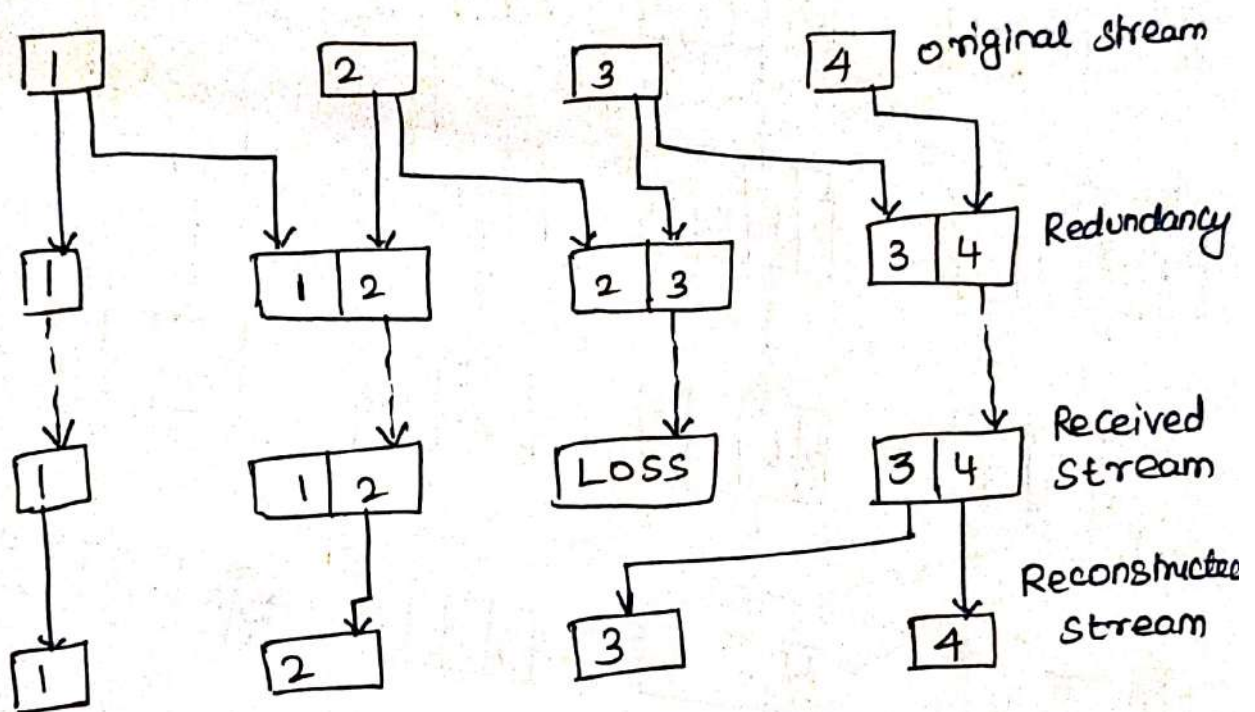 1 2 3 4 original stream
1 1 2 2 3 3 4 Redundancy
1 1 2 LOSS 3 4 Received
stream
Reconstructed
1 2 3 4 stream